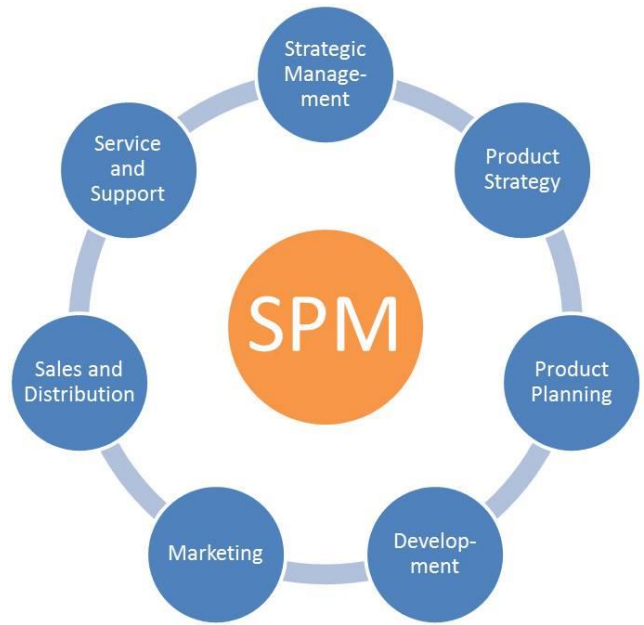 Strategic
Manage-
ment
Product
Strategy
Product
Planning
Develop-
ment
Marketing
Sales and
Distribution
Service
and
Support
SPM